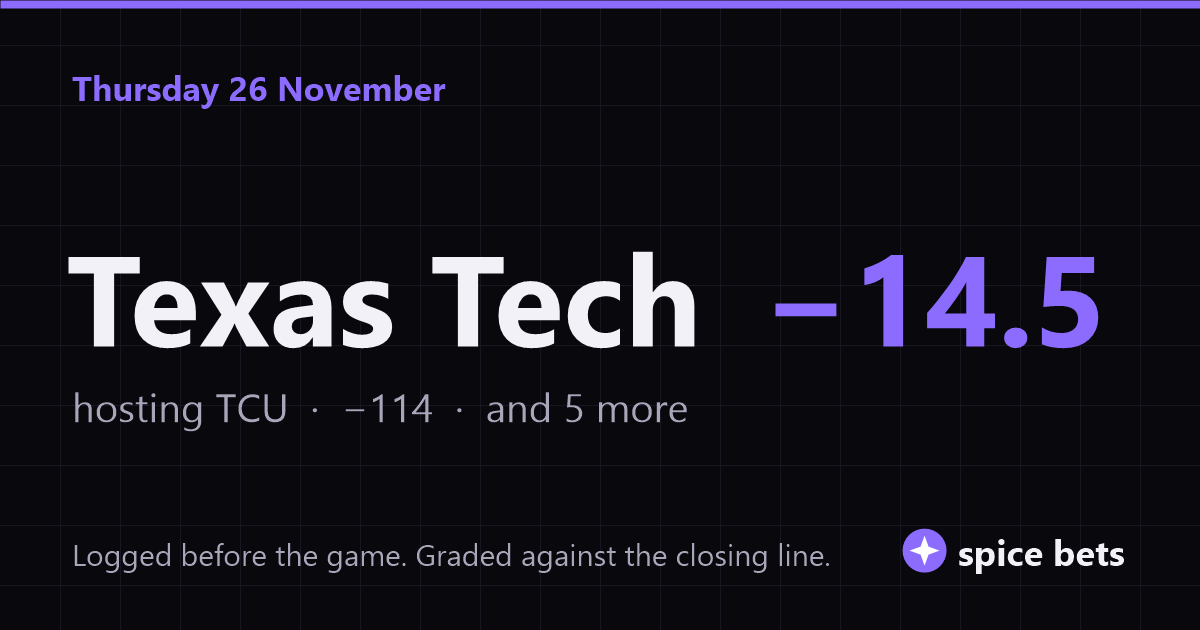 Thursday 26 November
Texas Tech −14.5
hosting TCU · −114 · and 5 more
Logged before the game. Graded against the closing line.
spice bets